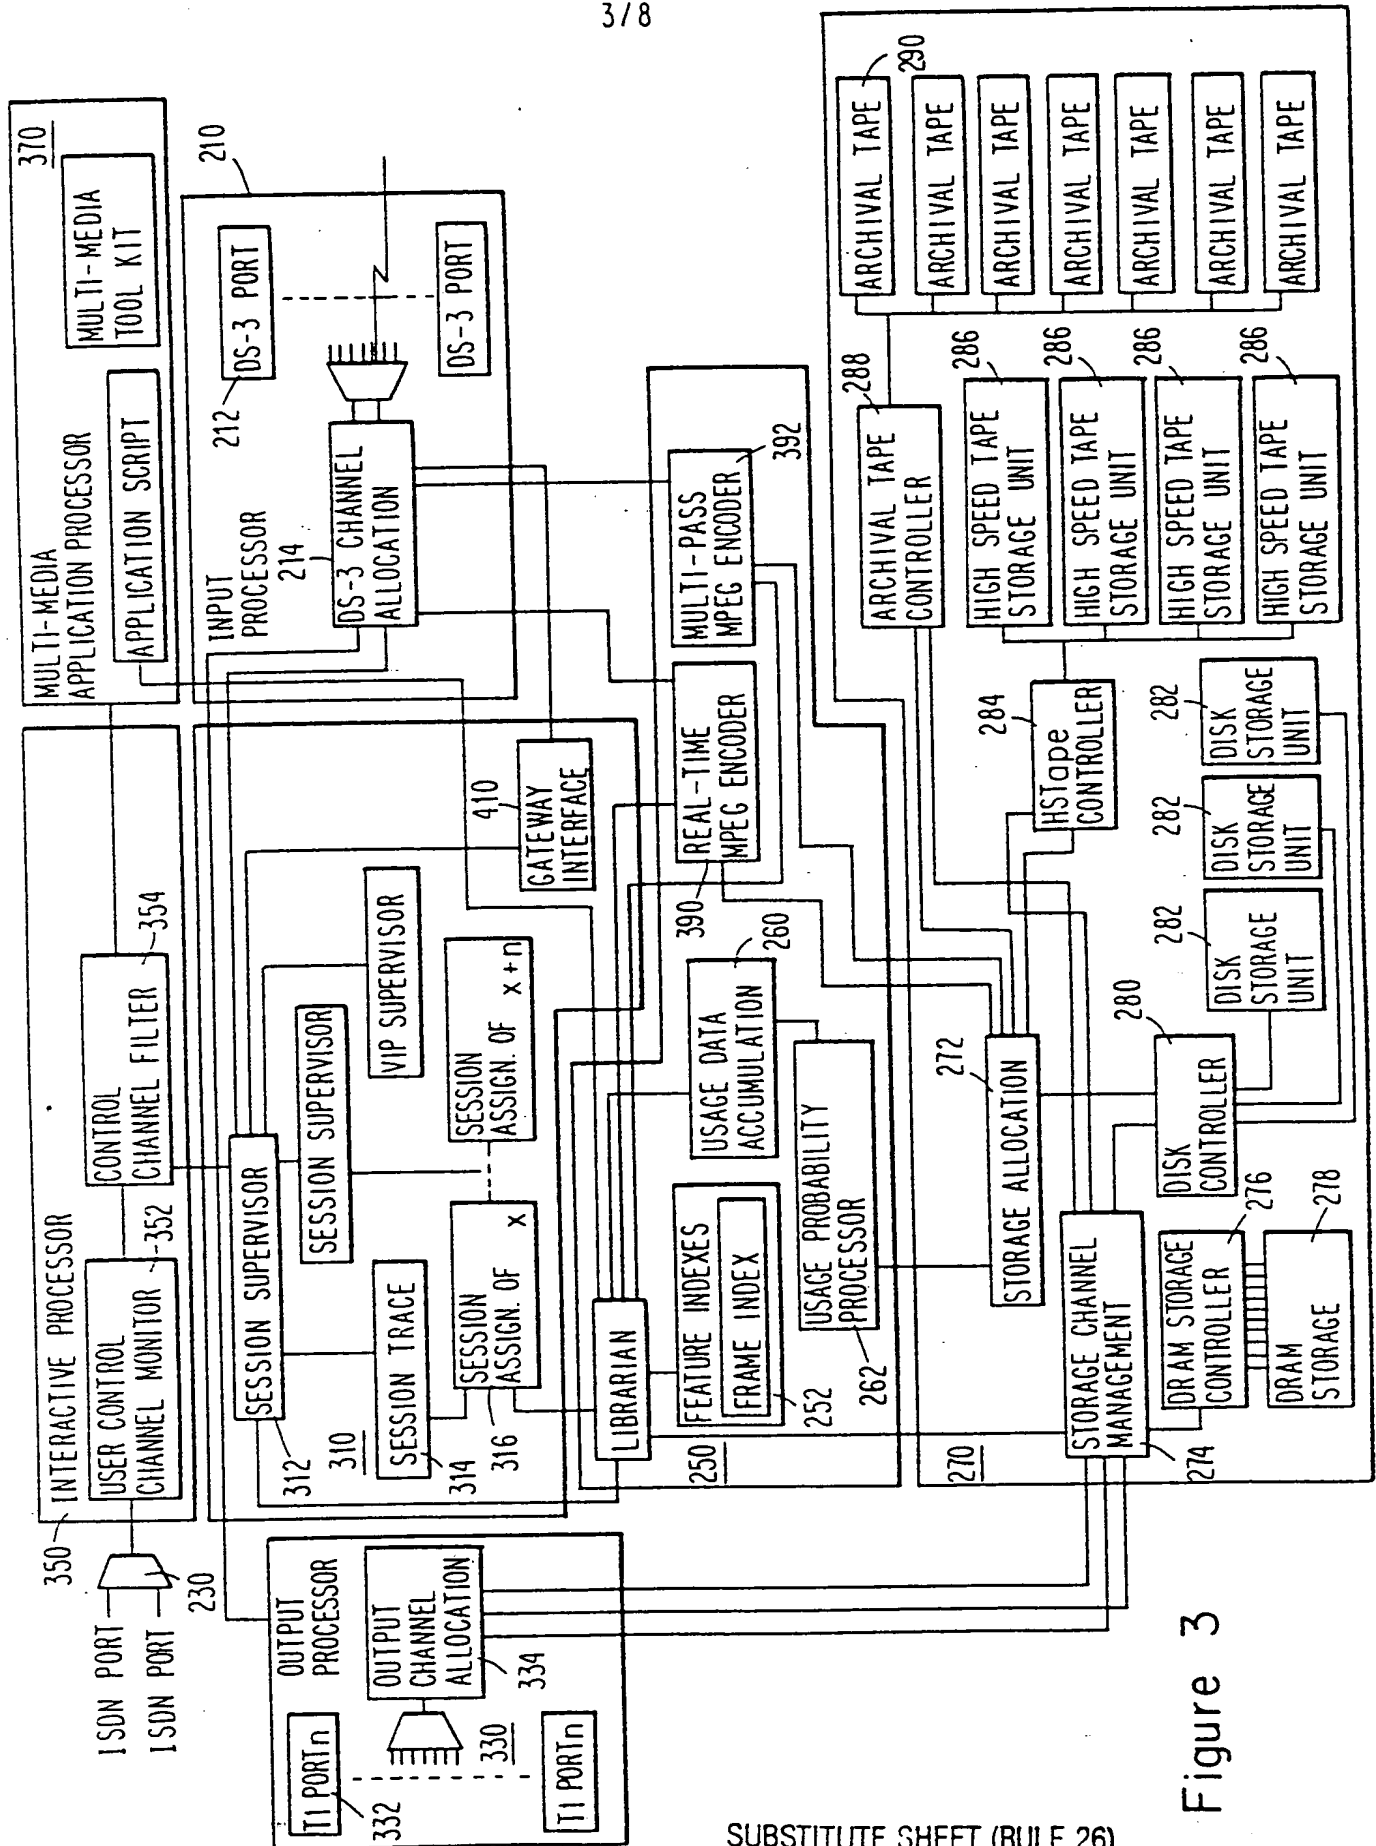 3/8
ISDN PORT
ISDN PORT
230
350
INTERACTIVE PROCESSOR
USER CONTROL
CHANNEL MONITOR
352
CONTROL
CHANNEL FILTER
354
MULTI-MEDIA
APPLICATION PROCESSOR
370
APPLICATION SCRIPT
MULTI-MEDIA
TOOL KIT
INPUT
PROCESSOR
210
212
DS-3 PORT
DS-3 PORT
214
DS-3 CHANNEL
ALLOCATION
SESSION SUPERVISOR
312
310
SESSION SUPERVISOR
VIP SUPERVISOR
SESSION TRACE
314
SESSION
ASSIGN. OF
X
316
SESSION
ASSIGN. OF
X+n
410
GATEWAY
INTERFACE
OUTPUT
PROCESSOR
OUTPUT
CHANNEL
ALLOCATION
334
330
T1 PORTn
332
T1 PORTn
LIBRARIAN
250
FEATURE INDEXES
FRAME INDEX
252
USAGE DATA
ACCUMULATION
260
USAGE PROBABILITY
PROCESSOR
262
390
REAL-TIME
MPEG ENCODER
MULTI-PASS
MPEG ENCODER
392
270
272
STORAGE ALLOCATION
STORAGE CHANNEL
MANAGEMENT
274
DRAM STORAGE
CONTROLLER
276
DRAM
STORAGE
278
DISK
CONTROLLER
280
DISK
STORAGE
UNIT
282
DISK
STORAGE
UNIT
282
DISK
STORAGE
UNIT
282
HSTape
CONTROLLER
284
HIGH SPEED TAPE
STORAGE UNIT
286
HIGH SPEED TAPE
STORAGE UNIT
286
HIGH SPEED TAPE
STORAGE UNIT
286
HIGH SPEED TAPE
STORAGE UNIT
286
ARCHIVAL TAPE
CONTROLLER
288
ARCHIVAL TAPE
290
ARCHIVAL TAPE
ARCHIVAL TAPE
ARCHIVAL TAPE
ARCHIVAL TAPE
ARCHIVAL TAPE
ARCHIVAL TAPE
Figure 3
SUBSTITUTE SHEET (RULE 26)